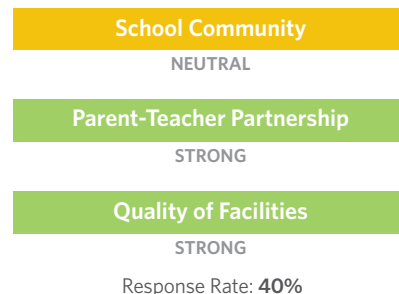 School Community
NEUTRAL
Parent-Teacher Partnership
STRONG
Quality of Facilities
STRONG
Response Rate: 40%